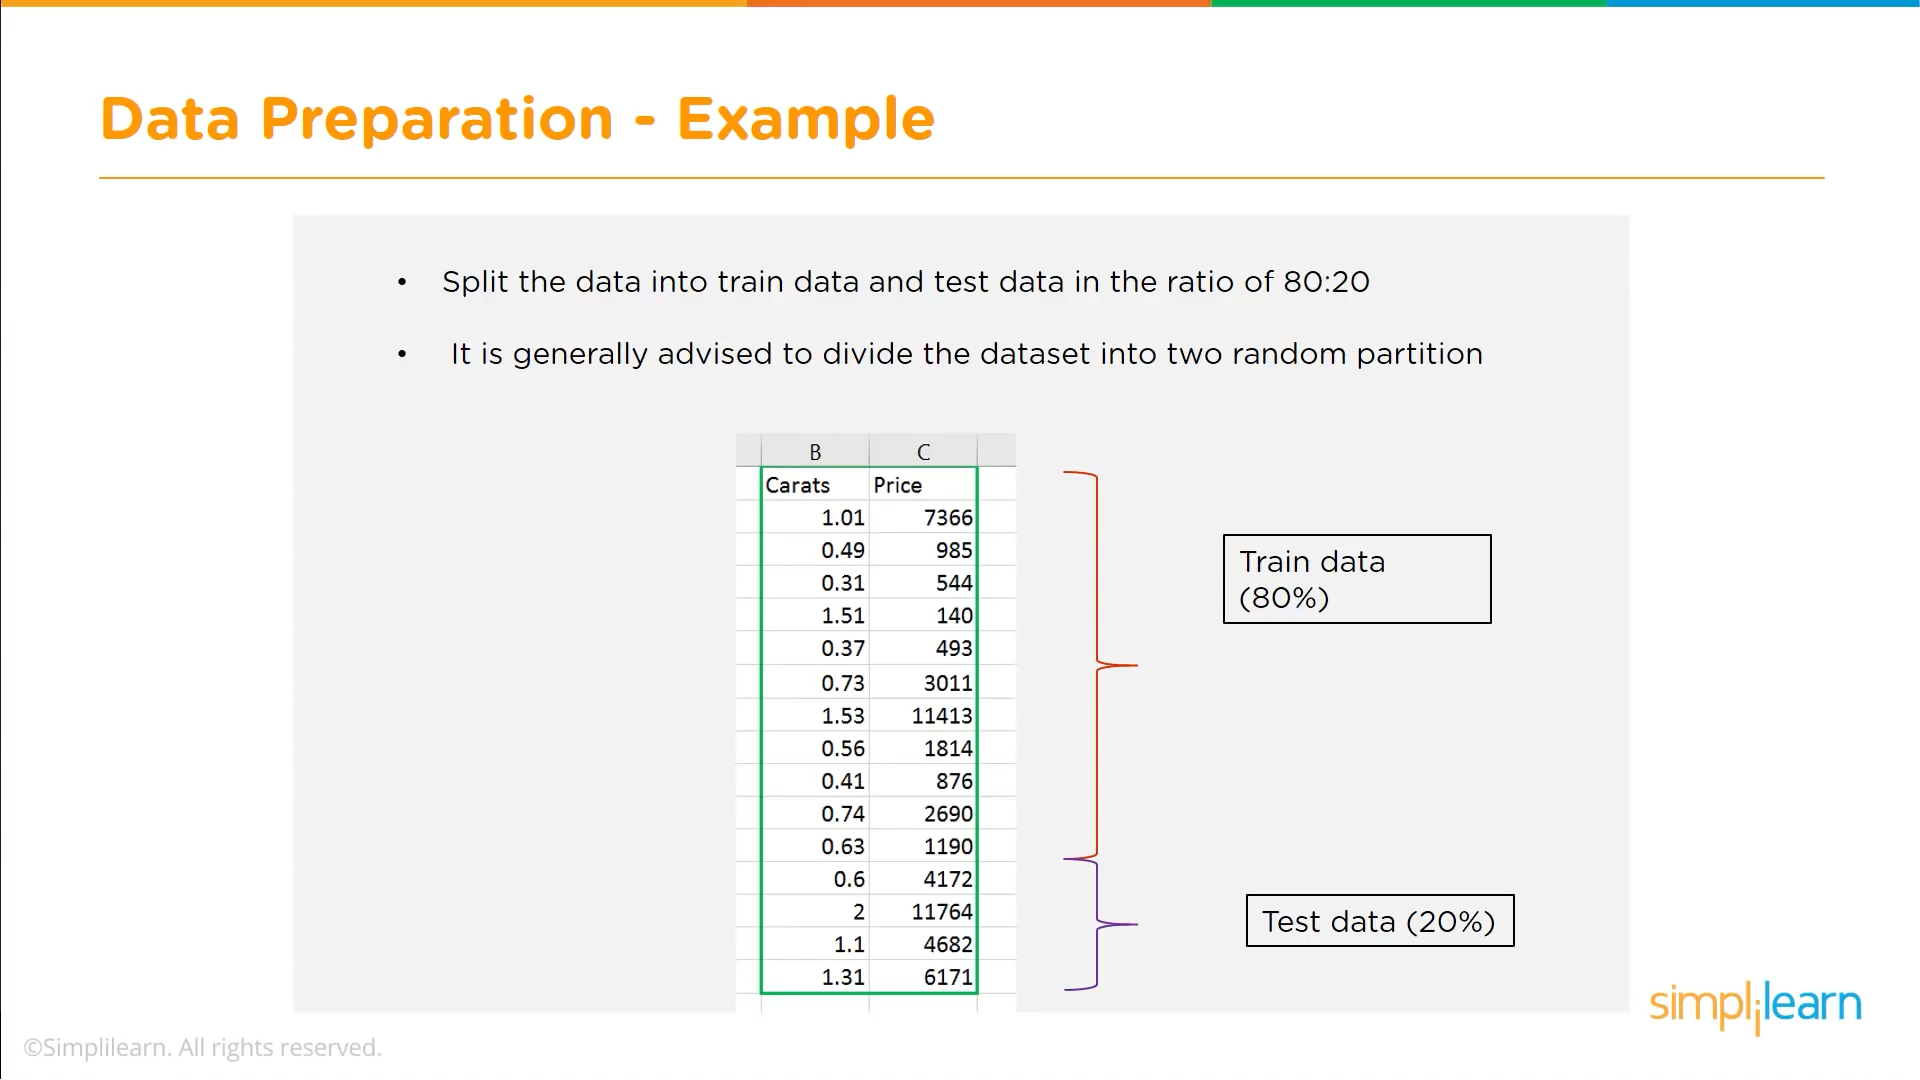 Data Preparation - Example
• Split the data into train data and test data in the ratio of 80:20
• It is generally advised to divide the dataset into two random partition
B C
Carats Price
1.01 7366
0.49 985
0.31 544
1.51 140
0.37 493
0.73 3011
1.53 11413
0.56 1814
0.41 876
0.74 2690
0.63 1190
0.6 4172
2 11764
1.1 4682
1.31 6171
Train data
(80%)
Test data (20%)
simplilearn
©Simplilearn. All rights reserved.